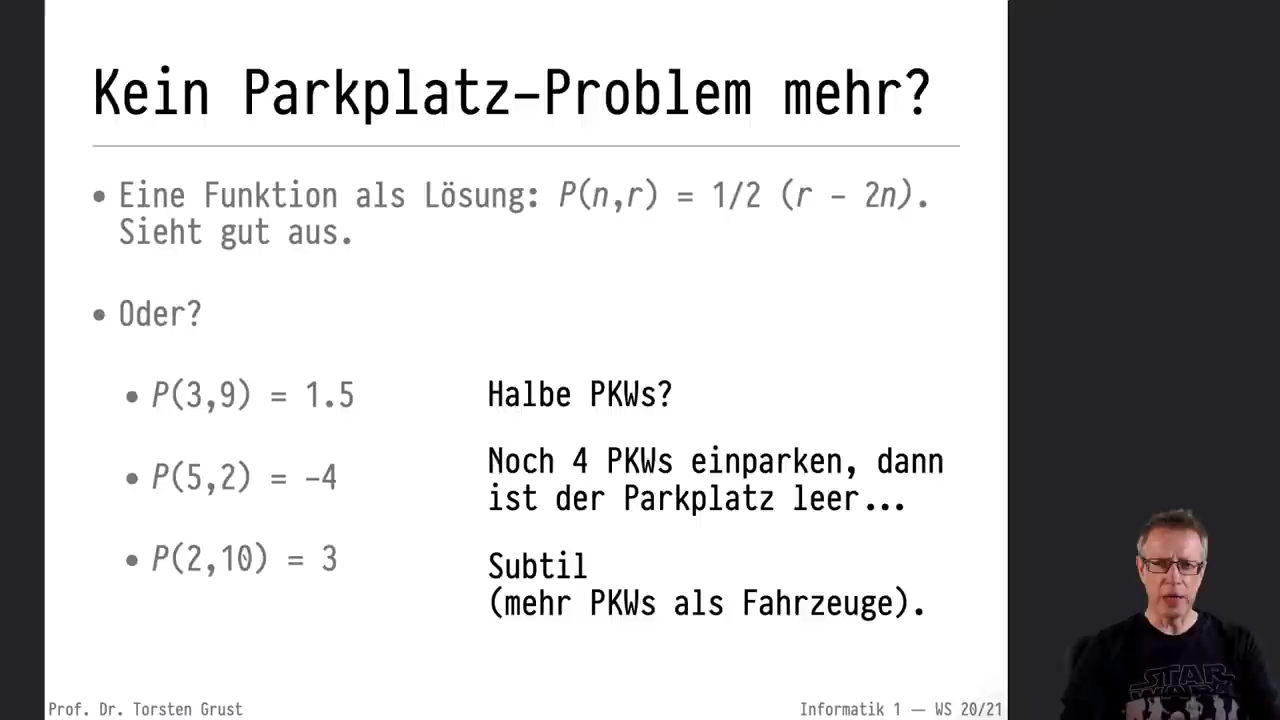 Kein Parkplatz–Problem mehr?
• Eine Funktion als Lösung: P(n,r) = 1/2 (r – 2n).
Sieht gut aus.
• Oder?
• P(3,9) = 1.5
Halbe PKWs?
• P(5,2) = –4
Noch 4 PKWs einparken, dann
ist der Parkplatz leer...
• P(2,10) = 3
Subtil
(mehr PKWs als Fahrzeuge).
Prof. Dr. Torsten Grust
Informatik 1 — WS 20/21
STAR
WARS